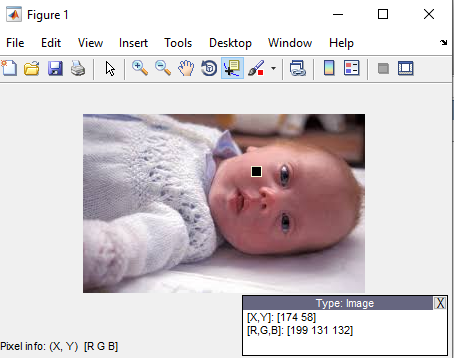 Figure 1
File Edit View Insert Tools Desktop Window Help
Type: Image X
[X,Y]: [174 58]
[R,G,B]: [199 131 132]
Pixel info: (X, Y) [R G B]